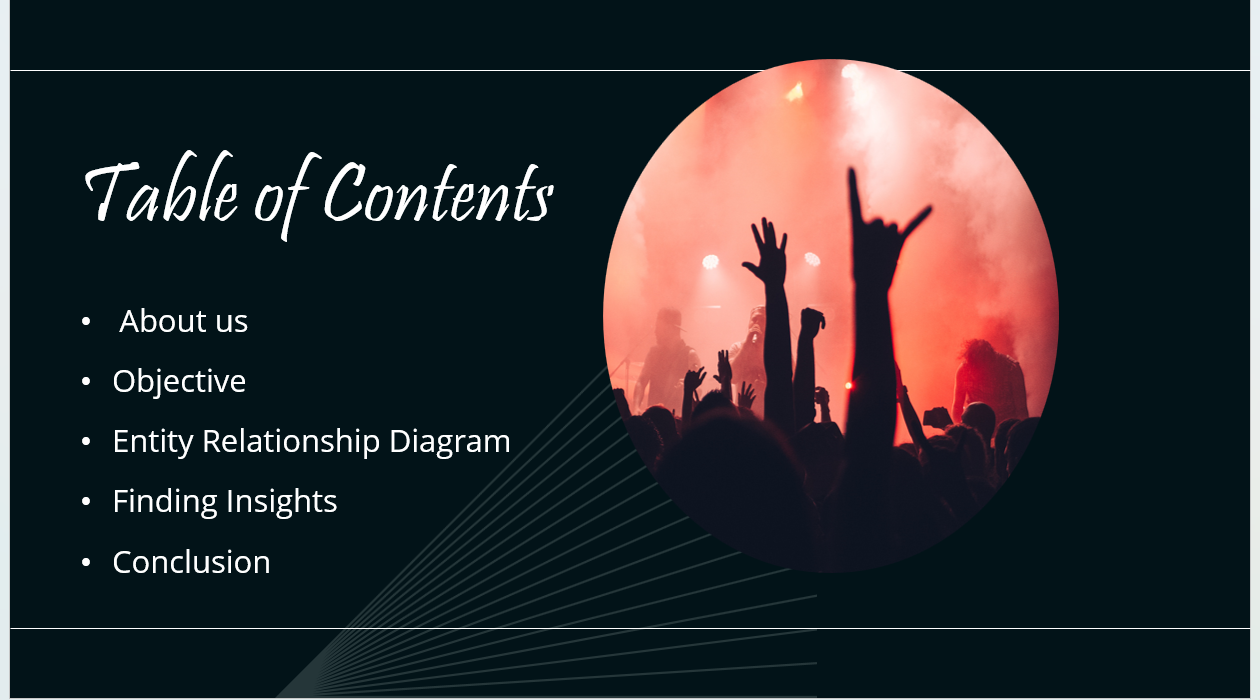 Table of Contents
• About us
• Objective
• Entity Relationship Diagram
• Finding Insights
• Conclusion